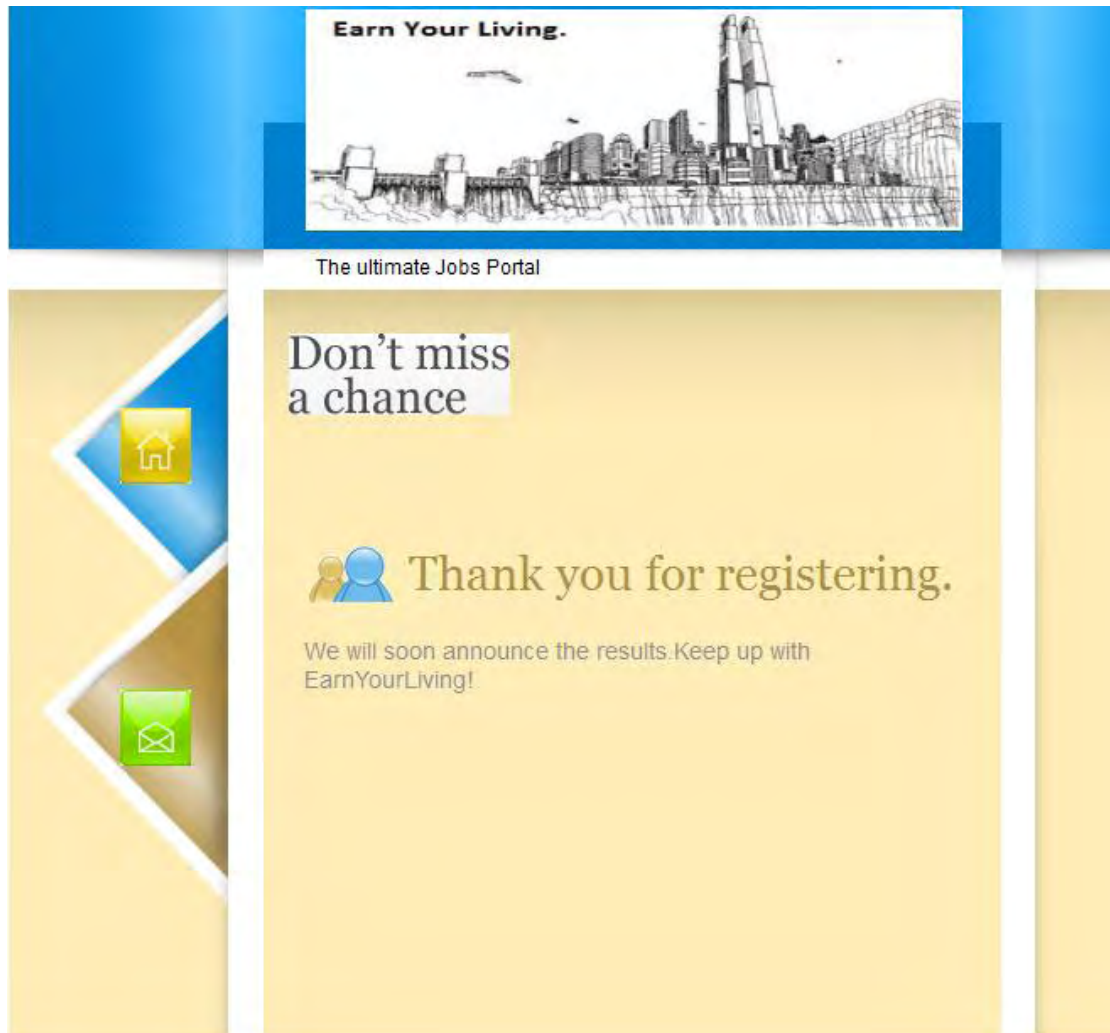 Earn Your Living.
The ultimate Jobs Portal
Don’t miss
a chance
Thank you for registering.
We will soon announce the results.Keep up with
EarnYourLiving!